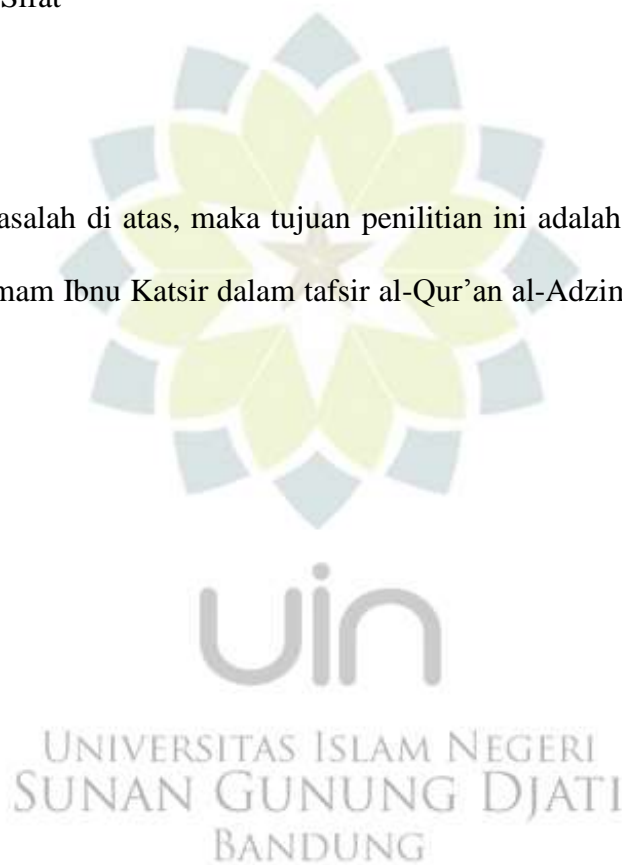 Sifat
asalah di atas, maka tujuan penilitian ini adalah
mam Ibnu Katsir dalam tafsir al-Qur’an al-Adzim
uin
UNIVERSITAS ISLAM NEGERI
SUNAN GUNUNG DJATI
BANDUNG